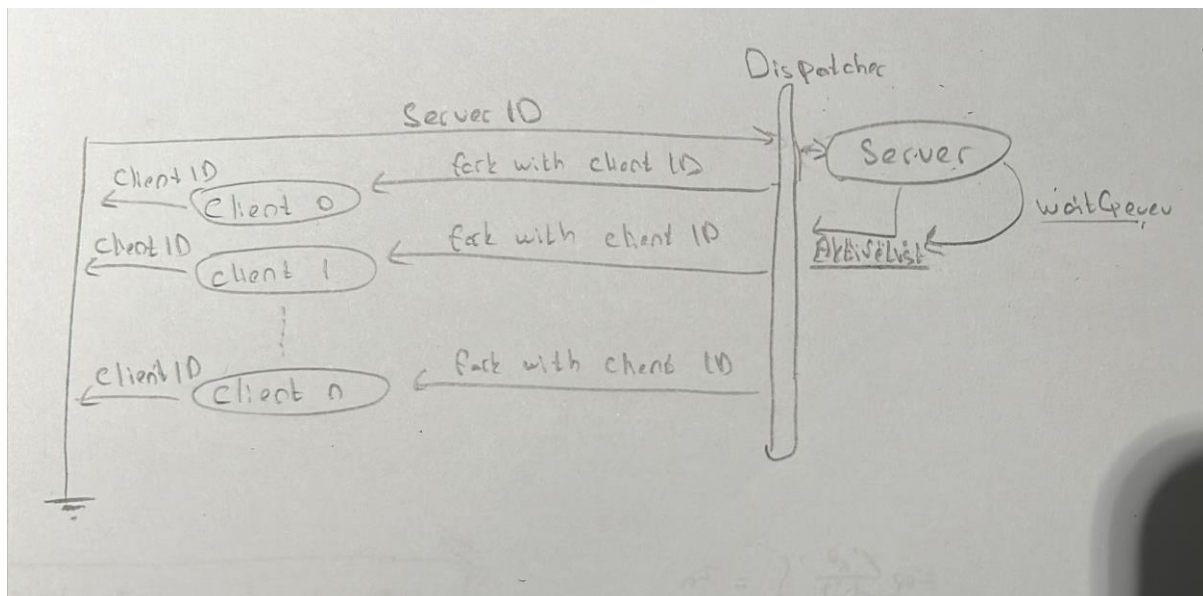 Dispatcher
Server ID
Client ID
fork with client ID
Client 0
Server
waitQueue
Client ID
fork with client ID
Client 1
AktiveList
Client ID
fork with client ID
Client n